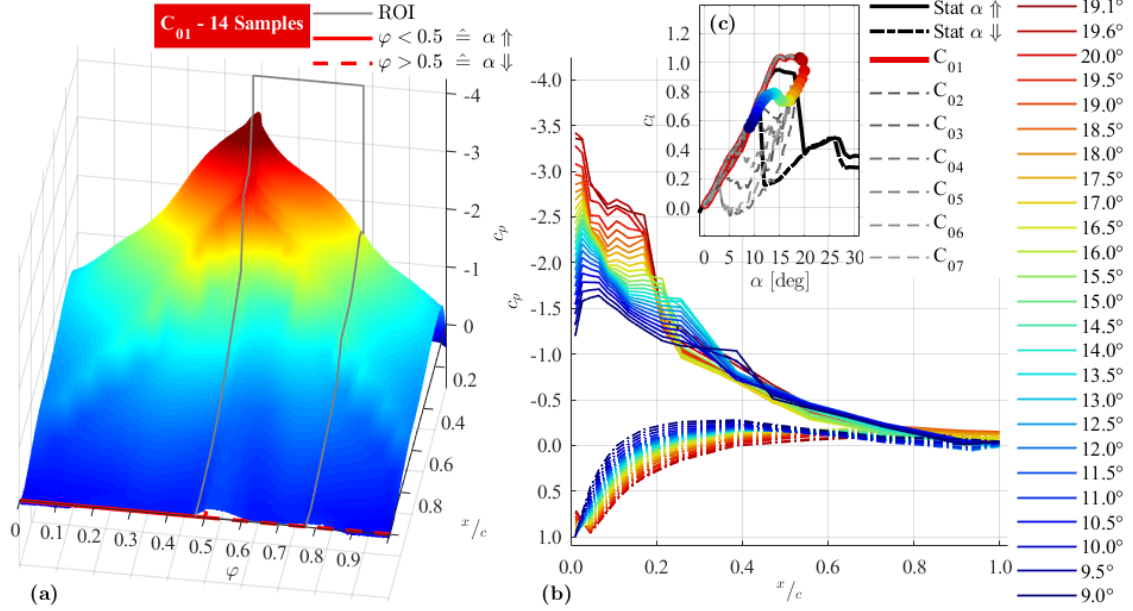 C01 - 14 Samples
ROI
φ < 0.5 ≙ α ⇑
φ > 0.5 ≙ α ⇓
-4
-3
-2
-1
0
cp
0.2
0.4
0.6
0.8
x/c
0
0.1
0.2
0.3
0.4
0.5
0.6
0.7
0.8
0.9
φ
(a)
-4.0
-3.5
-3.0
-2.5
-2.0
-1.5
-1.0
-0.5
0.0
0.5
1.0
cp
0.0
0.2
0.4
0.6
0.8
1.0
x/c
(b)
(c)
1.0
0.8
0.6
0.4
0.2
0.0
cl
0 5 10 15 20 25 30
α [deg]
Stat α ⇑
Stat α ⇓
C01
C02
C03
C04
C05
C06
C07
19.1°
19.6°
20.0°
19.5°
19.0°
18.5°
18.0°
17.5°
17.0°
16.5°
16.0°
15.5°
15.0°
14.5°
14.0°
13.5°
13.0°
12.5°
12.0°
11.5°
11.0°
10.5°
10.0°
9.5°
9.0°